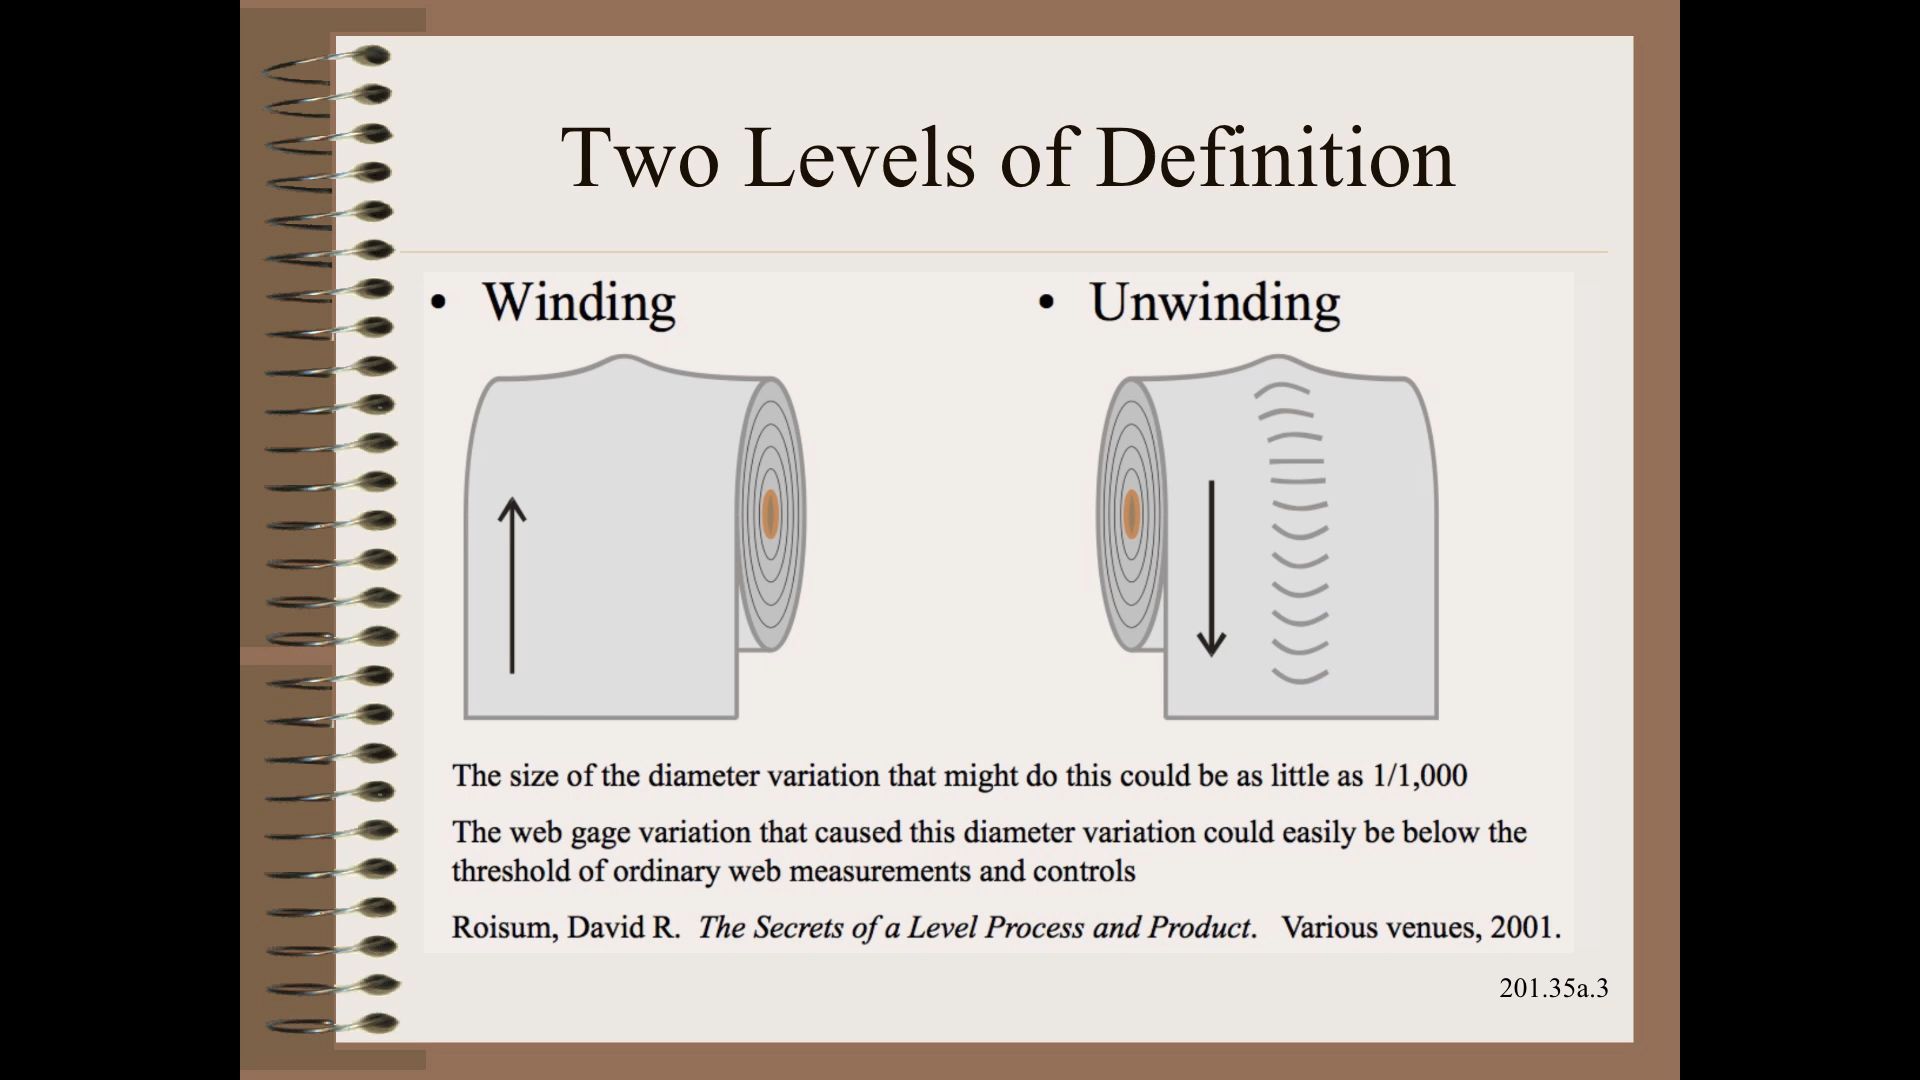 Two Levels of Definition
• Winding
• Unwinding
The size of the diameter variation that might do this could be as little as 1/1,000
The web gage variation that caused this diameter variation could easily be below the
threshold of ordinary web measurements and controls
Roisum, David R. The Secrets of a Level Process and Product. Various venues, 2001.
201.35a.3